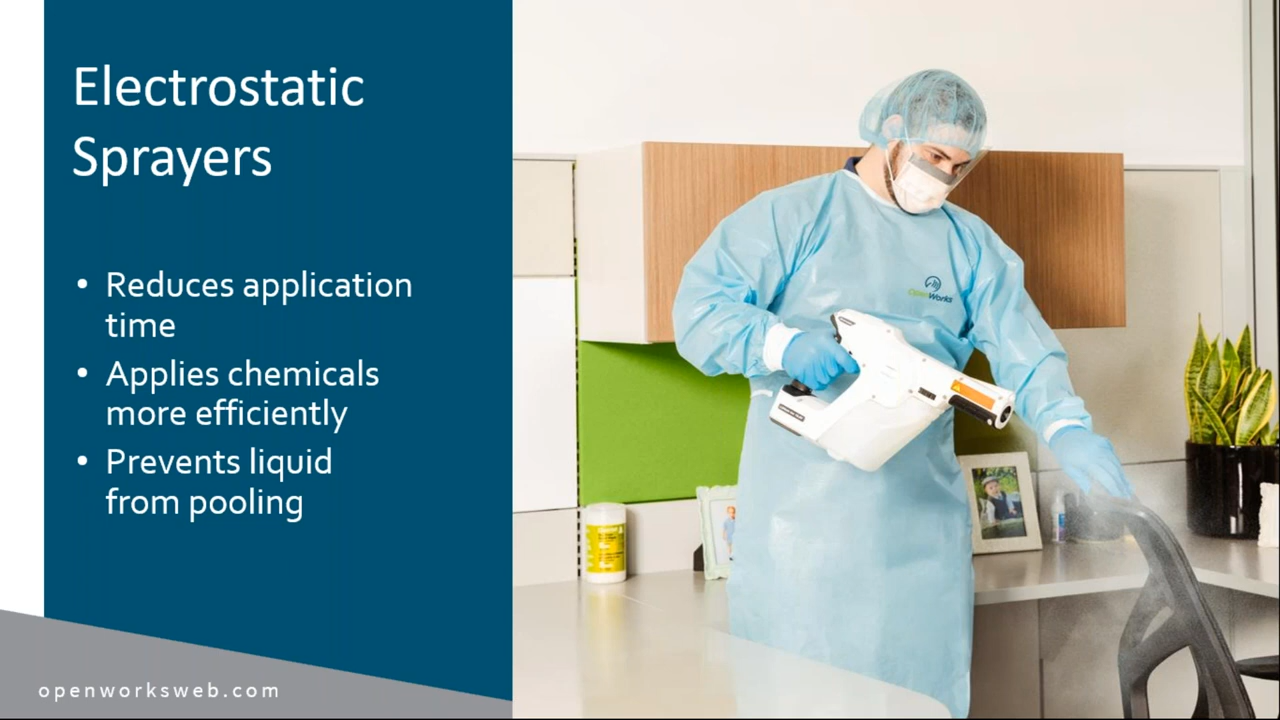 Electrostatic
Sprayers
• Reduces application
time
• Applies chemicals
more efficiently
• Prevents liquid
from pooling
OpenWorks
openworksweb.com